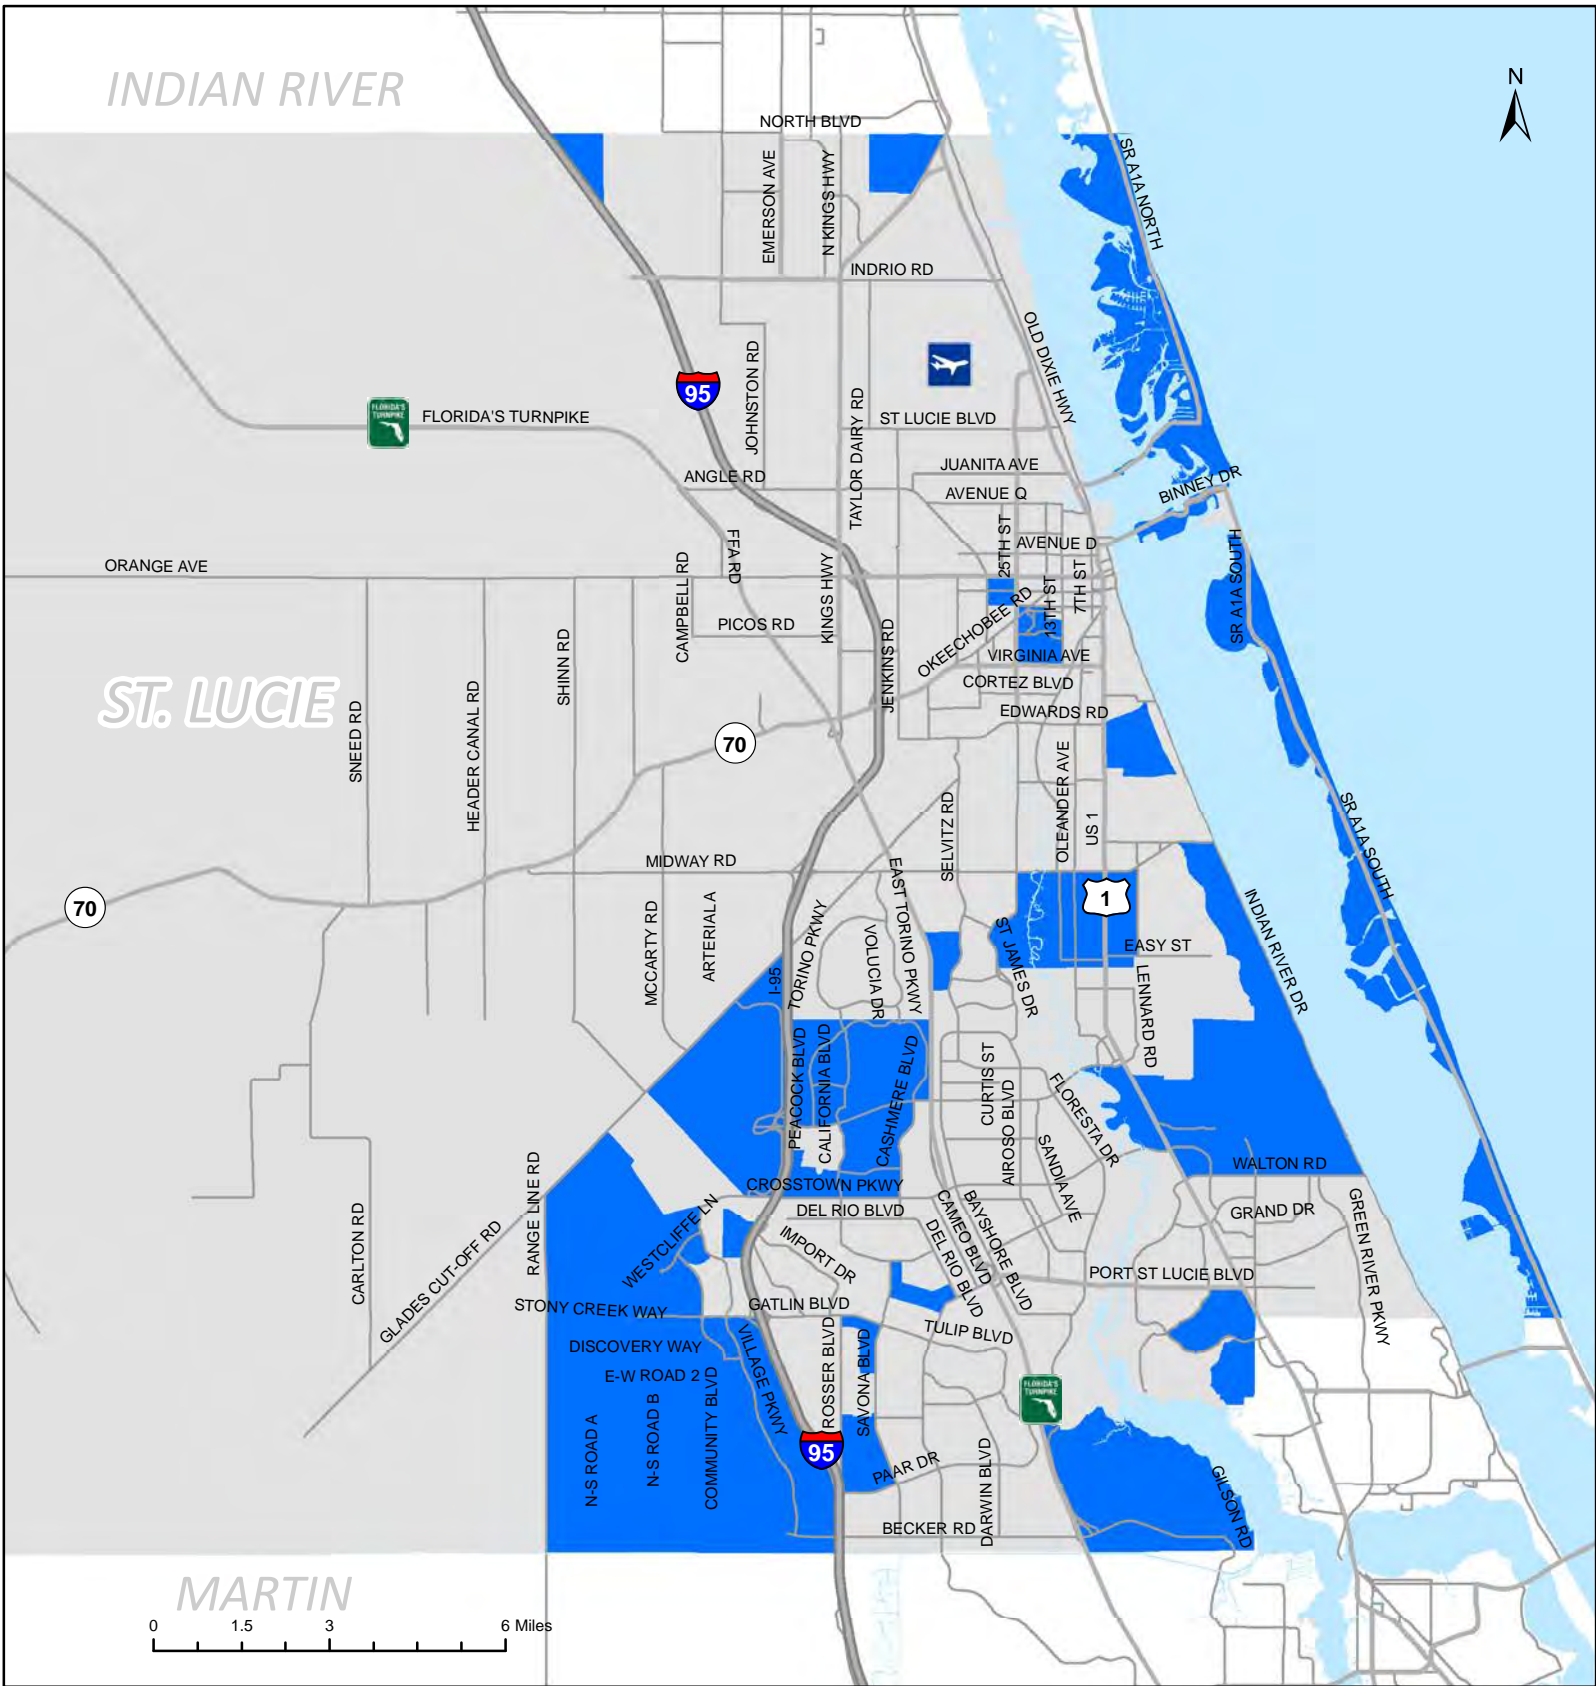 INDIAN RIVER
N
NORTH BLVD
EMERSON AVE
N KINGS HWY
SR A1A NORTH
INDRIO RD
OLD DIXIE HWY
JOHNSTON RD
95
FLORIDA'S TURNPIKE
FLORIDA'S TURNPIKE
TAYLOR DAIRY RD
ST LUCIE BLVD
ANGLE RD
JUANITA AVE
AVENUE Q
BINNEY DR
25TH ST
AVENUE D
FFA RD
ORANGE AVE
CAMPBELL RD
KINGS HWY
13TH ST
7TH ST
SR A1A SOUTH
PICOS RD
OKEECHOBEE RD
VIRGINIA AVE
SHINN RD
JENKINS RD
CORTEZ BLVD
EDWARDS RD
ST. LUCIE
SNEED RD
HEADER CANAL RD
70
OLEANDER AVE
US 1
SELVITZ RD
SR A1A SOUTH
MIDWAY RD
70
MCCARTY RD
ARTERIAL A
EAST TORINO PKWY
1
INDIAN RIVER DR
TORINO PKWY
VOLUCIA DR
ST JAMES DR
EASY ST
I-95
LENNARD RD
PEACOCK BLVD
CALIFORNIA BLVD
CASHMERE BLVD
CURTIS ST
AIROSO BLVD
FLORESTA DR
SANDIA AVE
WALTON RD
RANGE LINE RD
CROSSTOWN PKWY
WESTCLIFFE LN
DEL RIO BLVD
CAMEO BLVD
BAYSHORE BLVD
DEL RIO BLVD
GRAND DR
GREEN RIVER PKWY
CARLTON RD
GLADES CUT-OFF RD
IMPORT DR
PORT ST LUCIE BLVD
STONY CREEK WAY
GATLIN BLVD
TULIP BLVD
DISCOVERY WAY
VILLAGE PKWY
ROSSER BLVD
SAVONA BLVD
E-W ROAD 2
FLORIDA'S TURNPIKE
N-S ROAD A
N-S ROAD B
COMMUNITY BLVD
95
PAAR DR
DARWIN BLVD
GILSON RD
BECKER RD
MARTIN
0 1.5 3 6 Miles